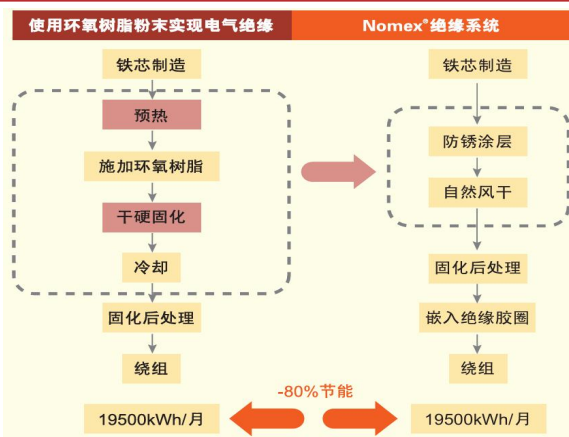 使用环氧树脂粉末实现电气绝缘
Nomex®绝缘系统
铁芯制造
预热
施加环氧树脂
干硬固化
冷却
固化后处理
绕组
19500kWh/月
铁芯制造
防锈涂层
自然风干
固化后处理
嵌入绝缘胶圈
绕组
19500kWh/月
-80%节能